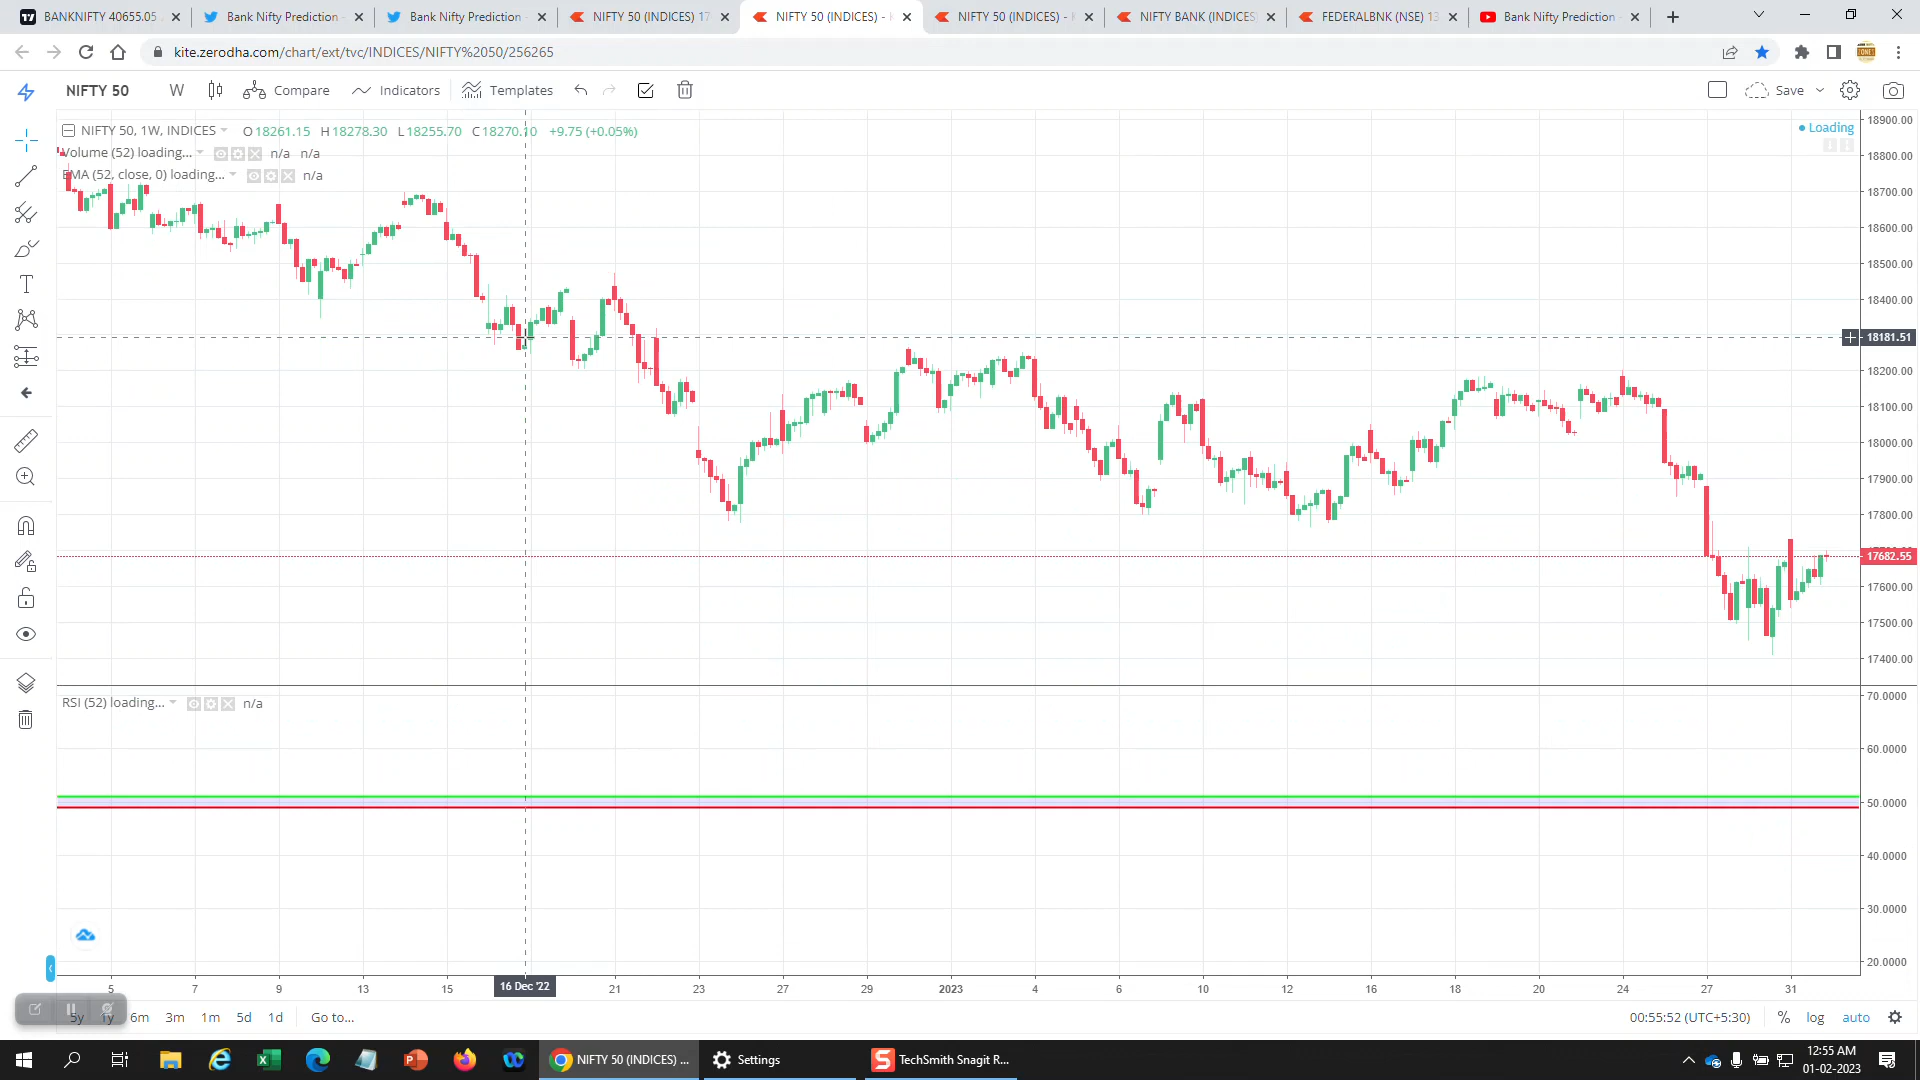 BANKNIFTY 40655.05
Bank Nifty Prediction
Bank Nifty Prediction
NIFTY 50 (INDICES) 17
NIFTY 50 (INDICES) -
NIFTY 50 (INDICES) -
NIFTY BANK (INDICES
FEDERALBNK (NSE) 13
Bank Nifty Prediction
kite.zerodha.com/chart/ext/tvc/INDICES/NIFTY%2050/256265
NIFTY 50 W Compare Indicators Templates Save
NIFTY 50, 1W, INDICES O18261.15 H18278.30 L18255.70 C18270.10 +9.75 (+0.05%)
Loading
Volume (52) loading... n/a n/a
EMA (52, close, 0) loading... n/a
18900.00
18800.00
18700.00
18600.00
18500.00
18400.00
18181.51
18200.00
18100.00
18000.00
17900.00
17800.00
17682.55
17600.00
17500.00
17400.00
RSI (52) loading... n/a
70.0000
60.0000
50.0000
40.0000
30.0000
20.0000
5 7 9 13 15 16 Dec '22 21 23 27 29 2023 4 6 10 12 16 18 20 24 27 31
5y 1y 6m 3m 1m 5d 1d Go to...
00:55:52 (UTC+5:30) % log auto
NIFTY 50 (INDICES) ...
Settings
TechSmith Snagit R...
12:55 AM
01-02-2023